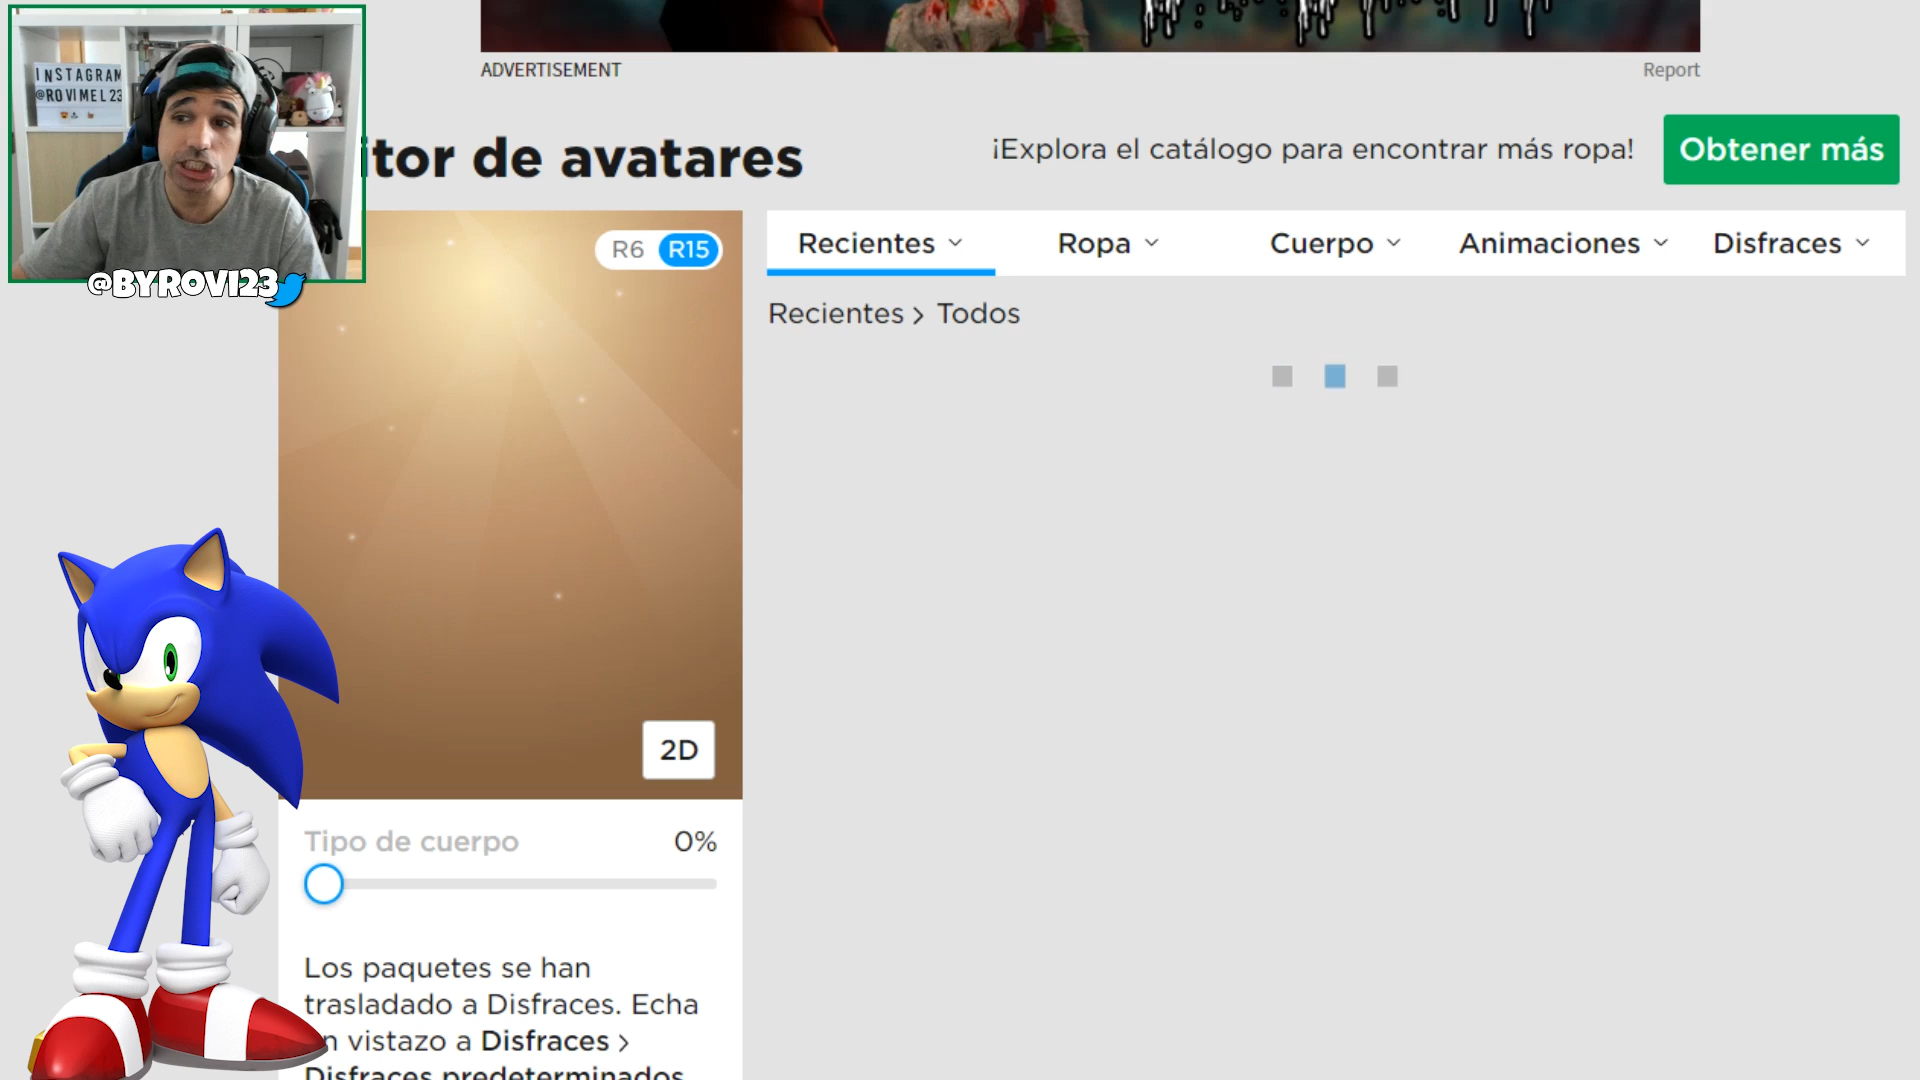 INSTAGRAM
@ROVIMEL23
@BYROVI23
ADVERTISEMENT
Report
itor de avatares
¡Explora el catálogo para encontrar más ropa!
Obtener más
R6 R15
Recientes
Ropa
Cuerpo
Animaciones
Disfraces
Recientes > Todos
2D
Tipo de cuerpo
0%
Los paquetes se han
trasladado a Disfraces. Echa
n vistazo a Disfraces >
Disfraces predeterminados